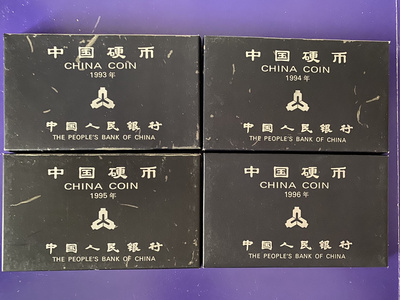 中国硬币
CHINA COIN
1993年
中国人民银行
THE PEOPLE'S BANK OF CHINA
中国硬币
CHINA COIN
1994年
中国人民银行
THE PEOPLE'S BANK OF CHINA
中国硬币
CHINA COIN
1995年
中国人民银行
THE PEOPLE'S BANK OF CHINA
中国硬币
CHINA COIN
1996年
中国人民银行
THE PEOPLE'S BANK OF CHINA